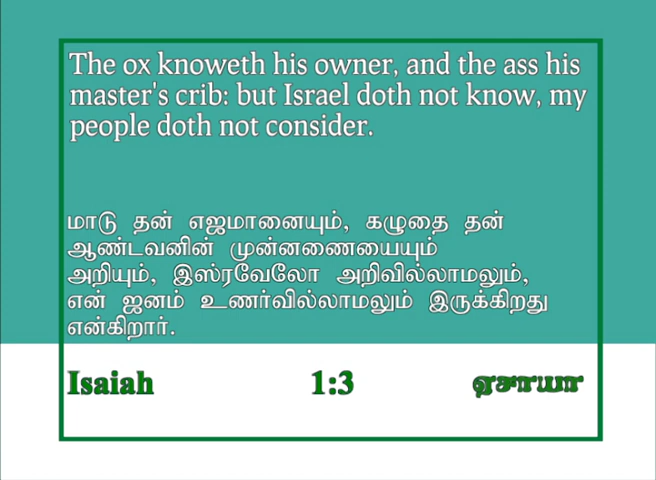 The ox knoweth his owner, and the ass his
master's crib: but Israel doth not know, my
people doth not consider.
மாடு தன் எஜமானையும், கழுதை தன்
ஆண்டவனின் முன்னணையையும்
அறியும், இஸ்ரவேலோ அறிவில்லாமலும்,
என் ஜனம் உணர்வில்லாமலும் இருக்கிறது
என்கிறார்.
Isaiah 1:3 ஏசாயா